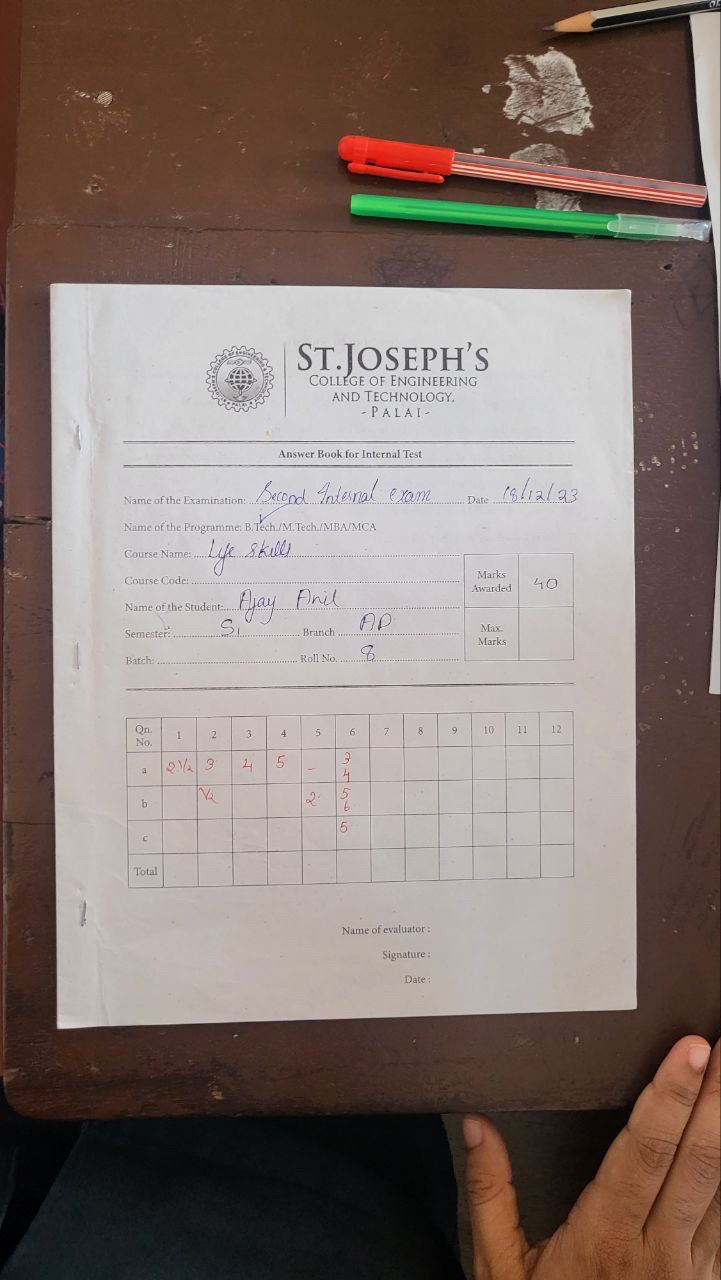 ST.JOSEPH'S
COLLEGE OF ENGINEERING
AND TECHNOLOGY,
- PALAI -
Answer Book for Internal Test
Name of the Examination: Second Internal exam Date 18/12/23
Name of the Programme: B.Tech./M.Tech./MBA/MCA
Course Name: Life skills
Course Code:
Marks Awarded 40
Name of the Student: Ajay Anil
Semester: S1 Branch AD
Max. Marks
Batch: Roll No. 8
Qn. No. 1 2 3 4 5 6 7 8 9 10 11 12
a 2 1/2 3 4 5 - 3 4
b 1/2 2 5 6
c 5
Total
Name of evaluator :
Signature :
Date :